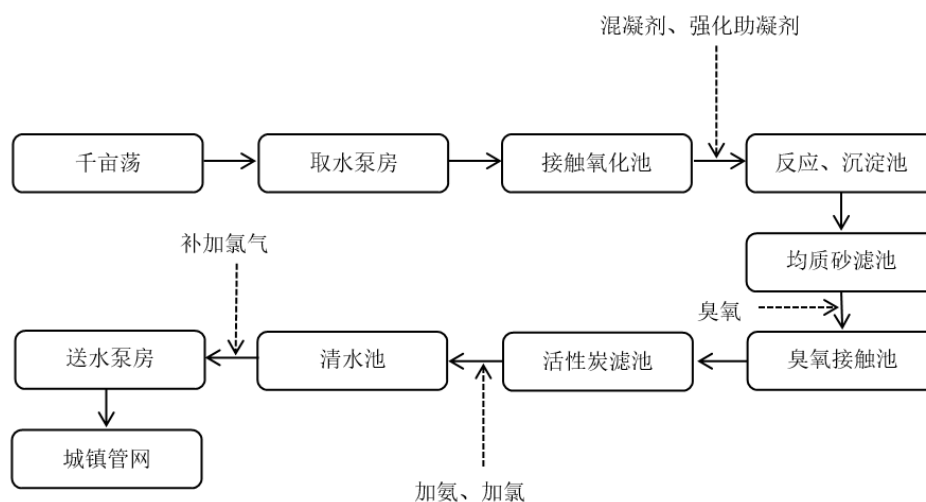 混凝剂、强化助凝剂
千亩荡
取水泵房
接触氧化池
反应、沉淀池
补加氯气
均质砂滤池
臭氧
送水泵房
清水池
活性炭滤池
臭氧接触池
城镇管网
加氨、加氯